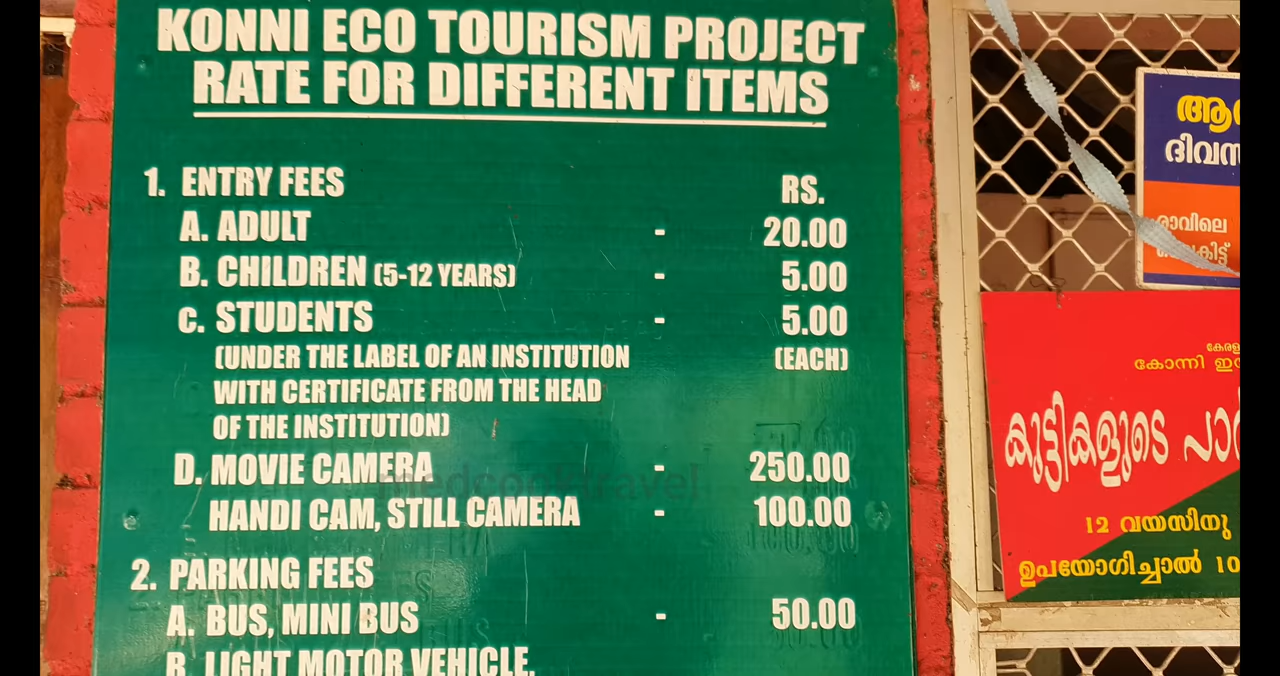 KONNI ECO TOURISM PROJECT
RATE FOR DIFFERENT ITEMS
1. ENTRY FEES RS.
A. ADULT - 20.00
B. CHILDREN (5-12 YEARS) - 5.00
C. STUDENTS - 5.00
(UNDER THE LABEL OF AN INSTITUTION (EACH)
WITH CERTIFICATE FROM THE HEAD
OF THE INSTITUTION)
D. MOVIE CAMERA - 250.00
HANDI CAM, STILL CAMERA - 100.00
2. PARKING FEES
A. BUS, MINI BUS - 50.00
B. LIGHT MOTOR VEHICLE,
medcooktravel
രാവിലെ
കോന്നി
കുട്ടികളുടെ
12 വയസിനു
ഉപയോഗിച്ചാൽ 10